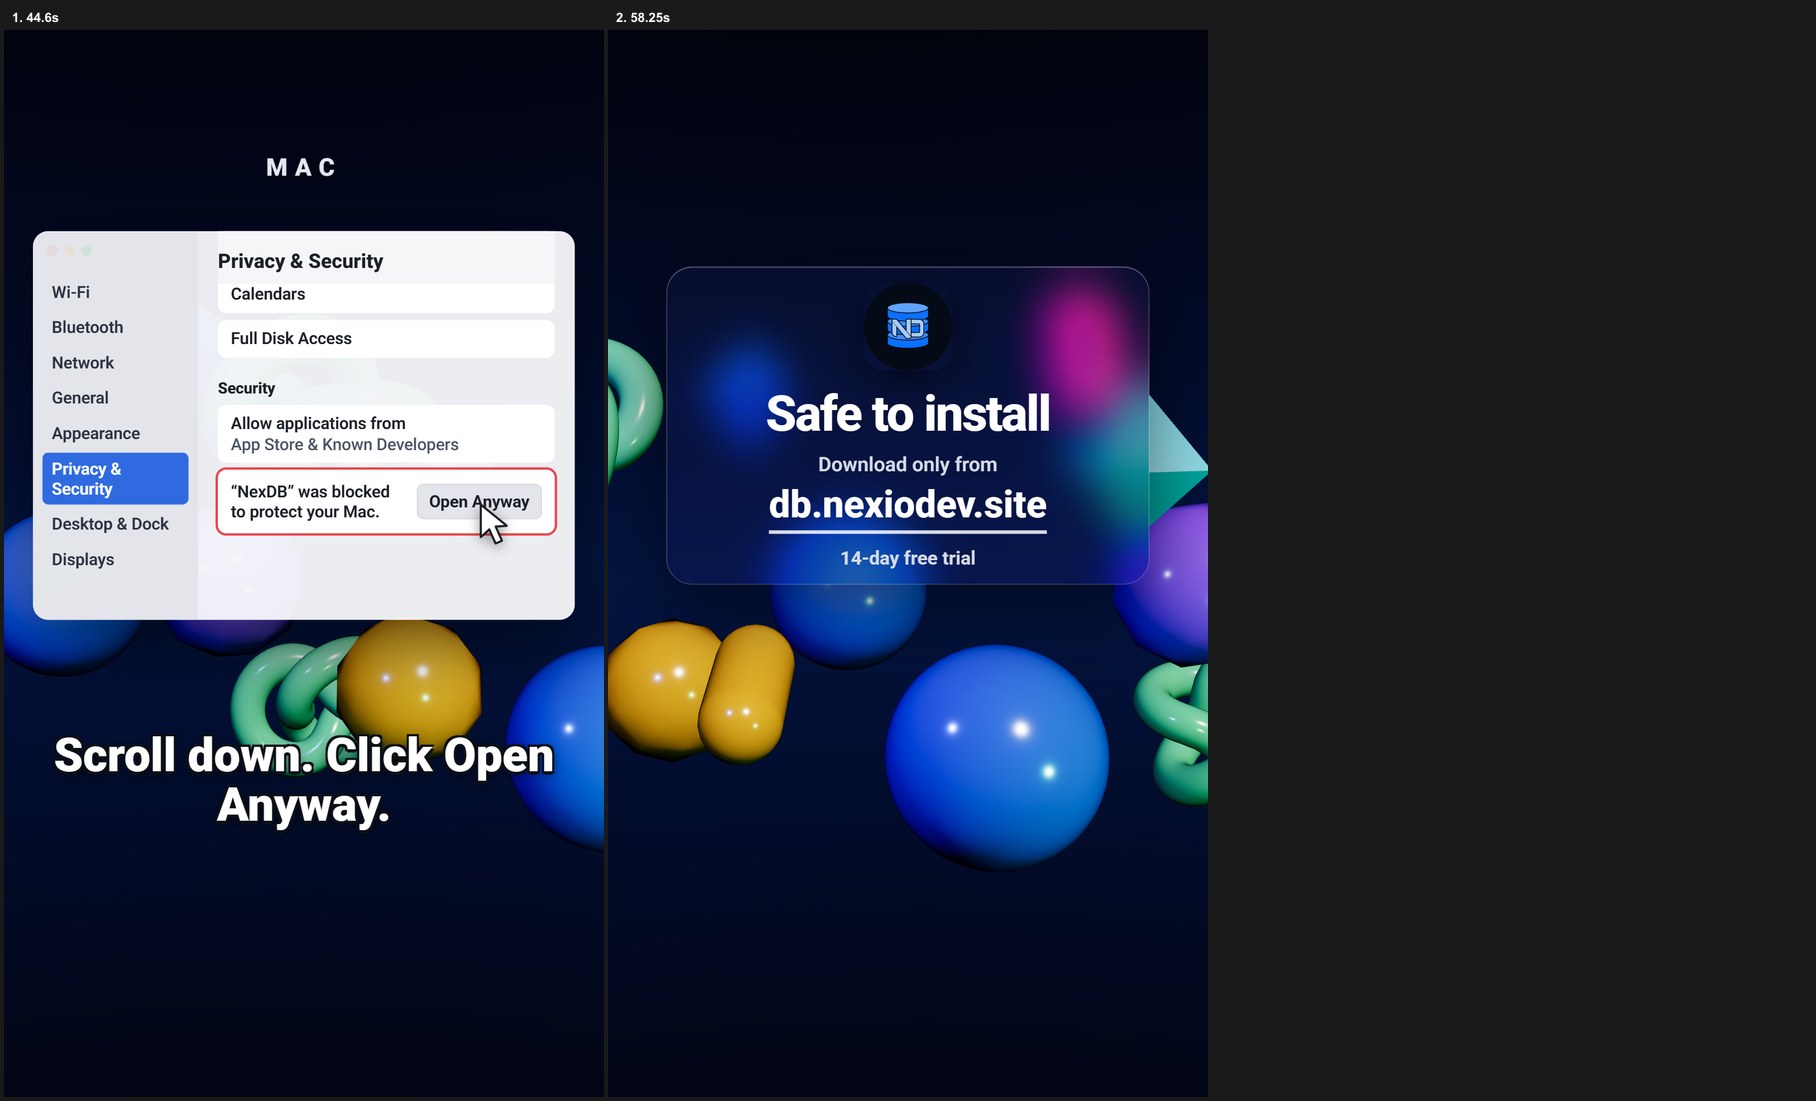 1. 44.6s
MAC
Privacy & Security
Wi-Fi
Bluetooth
Network
General
Appearance
Privacy &
Security
Desktop & Dock
Displays
Calendars
Full Disk Access
Security
Allow applications from
App Store & Known Developers
“NexDB” was blocked
to protect your Mac.
Open Anyway
Scroll down. Click Open
Anyway.
2. 58.25s
ND
Safe to install
Download only from
db.nexiodev.site
14-day free trial